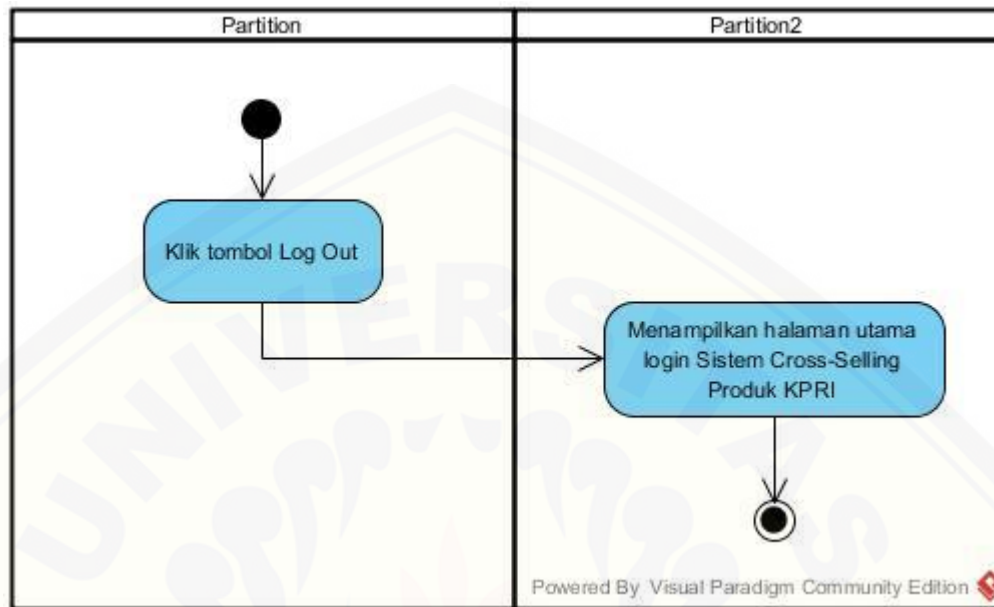 Partition
Partition2
Klik tombol Log Out
Menampilkan halaman utama
login Sistem Cross-Selling
Produk KPRI
UNIVERSITAS
Powered By Visual Paradigm Community Edition